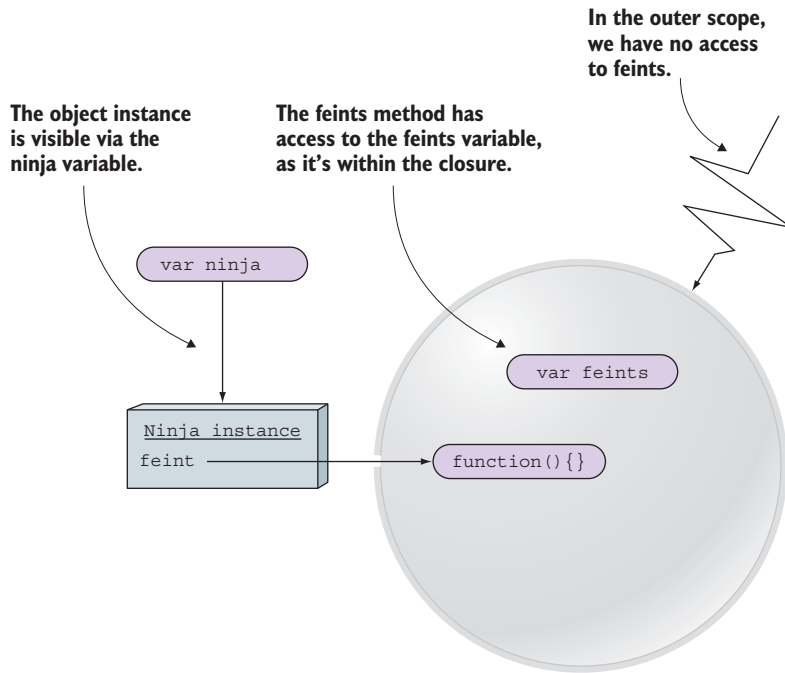 In the outer scope,
we have no access
to feints.
The object instance
is visible via the
ninja variable.
The feints method has
access to the feints variable,
as it's within the closure.
var ninja
var feints
Ninja instance
feint
function(){}